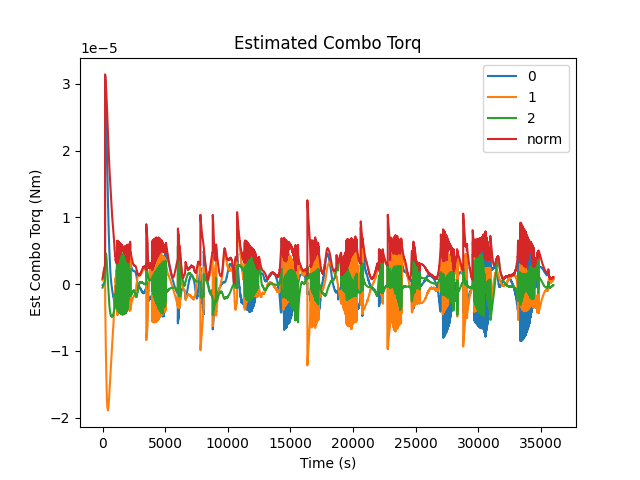 Estimated Combo Torq
1e−5
3
2
1
0
−1
−2
Est Combo Torq (Nm)
0
1
2
norm
0 5000 10000 15000 20000 25000 30000 35000
Time (s)